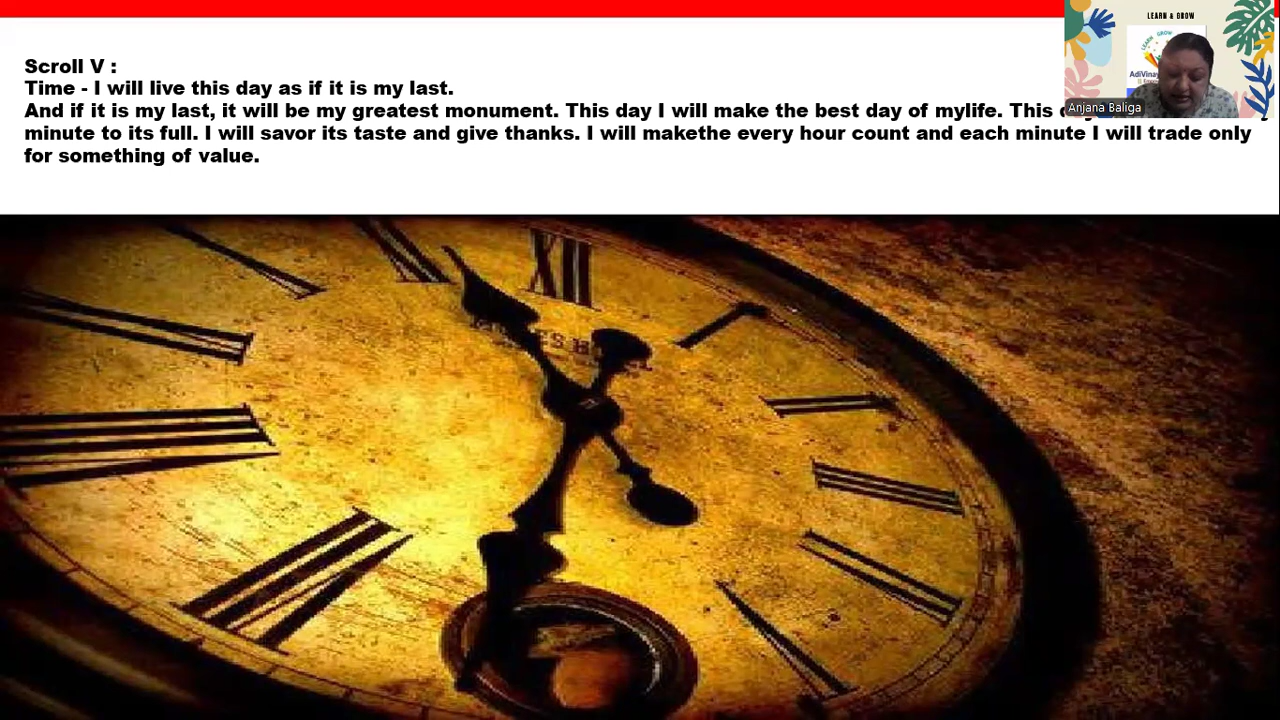 Scroll V :
Time - I will live this day as if it is my last.
And if it is my last, it will be my greatest monument. This day I will make the best day of mylife. This
minute to its full. I will savor its taste and give thanks. I will makethe every hour count and each minute I will trade only
for something of value.
LEARN & GROW
LEARN GROW
Anjana Baliga
XII